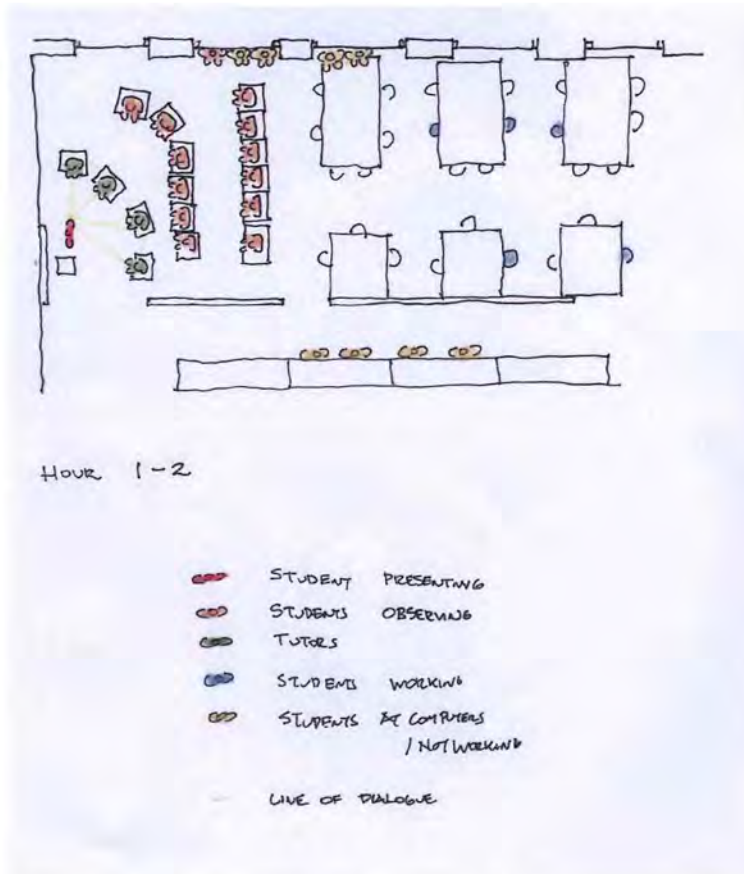 HOUR 1-2
STUDENT PRESENTING
STUDENTS OBSERVING
TUTORS
STUDENTS WORKING
STUDENTS AT COMPUTERS
/ NOT WORKING
LINE OF DIALOGUE